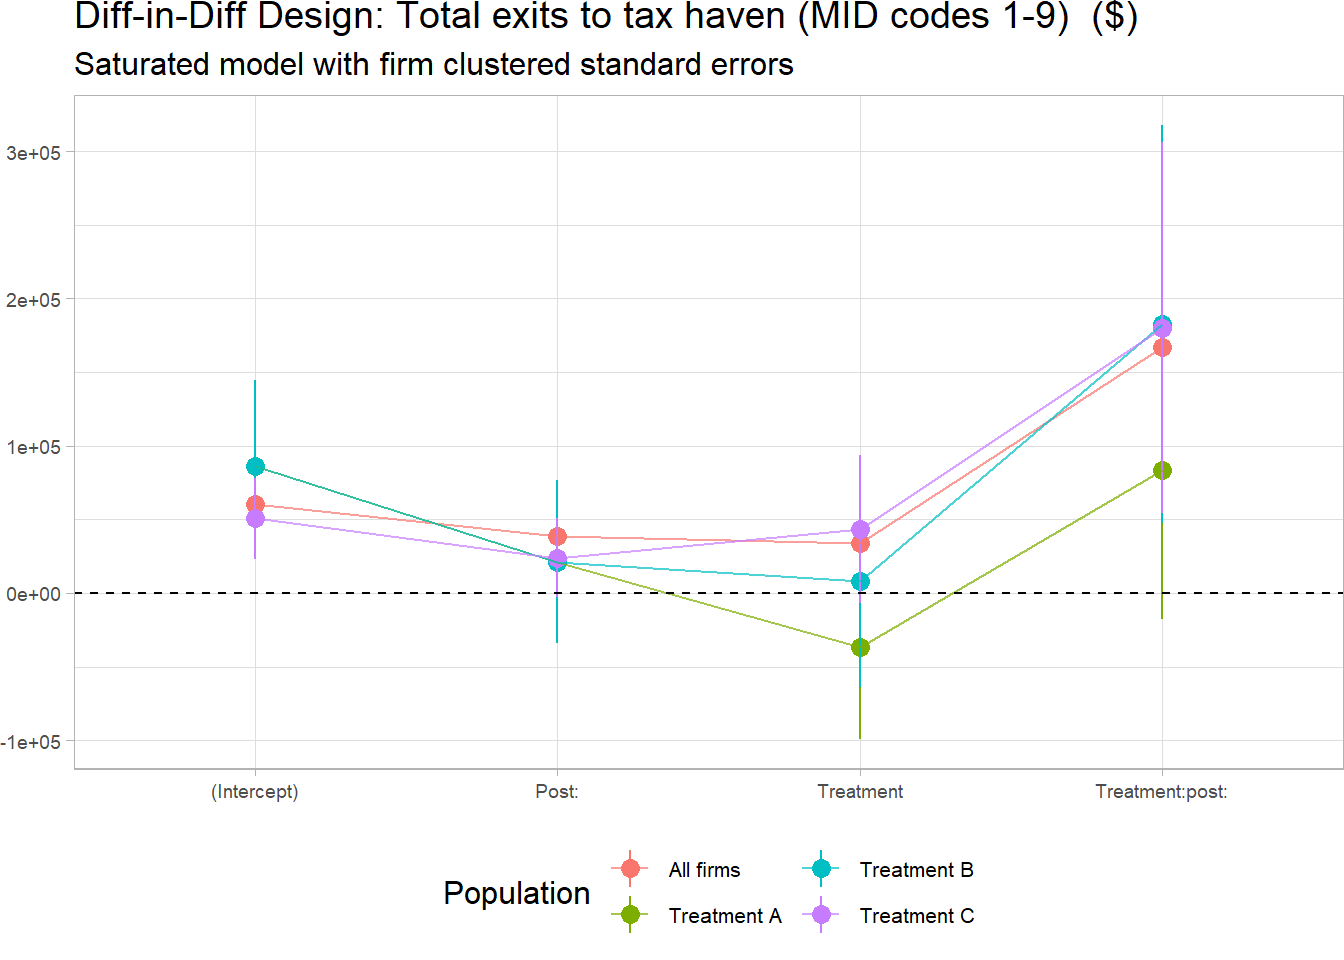 Diff-in-Diff Design: Total exits to tax haven (MID codes 1-9)  ($)
Saturated model with firm clustered standard errors
3e+05
2e+05
1e+05
0e+00
-1e+05
(Intercept) Post: Treatment Treatment:post:
Population
All firms
Treatment A
Treatment B
Treatment C